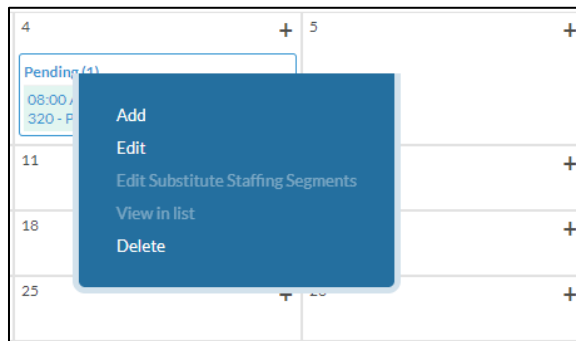 4 + 5 +
Pending (1)
08:00
320 - P
Add
Edit
Edit Substitute Staffing Segments
View in list
Delete
11 +
18 +
25 + +